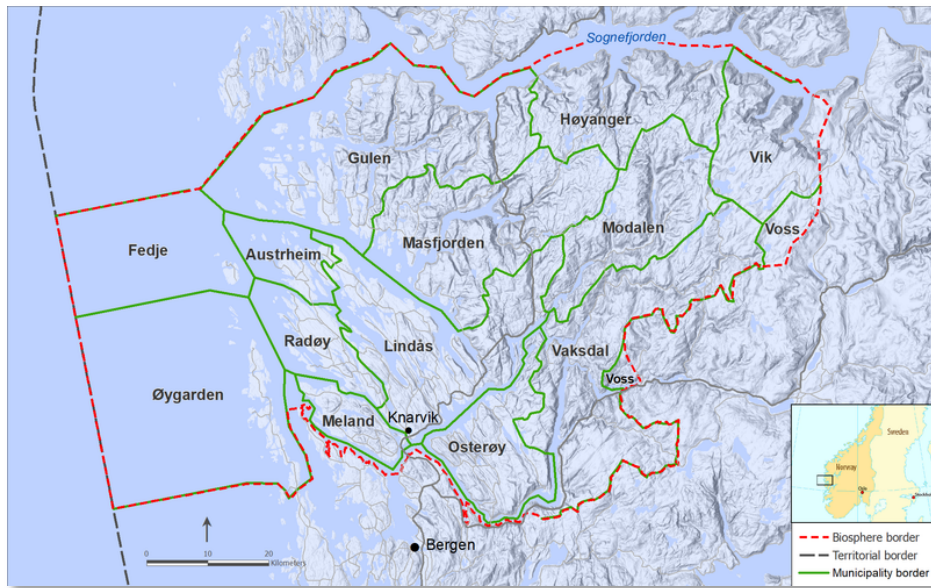 Sognefjorden
Høyanger
Gulen
Vik
Voss
Modalen
Masfjorden
Fedje
Austrheim
Radøy
Lindås
Vaksdal
Voss
Øygarden
Meland
Knarvik
Osterøy
Bergen
0 10 20
Kilometers
Sweden
Norway
Oslo
Biosphere border
Territorial border
Municipality border